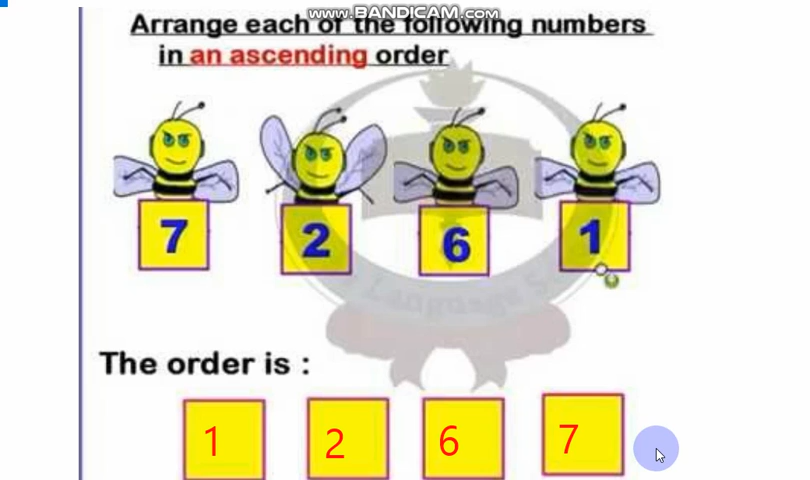 www.BANDICAM.com
Arrange each of the following numbers
in an ascending order
7 2 6 1
Language S
The order is :
1 2 6 7